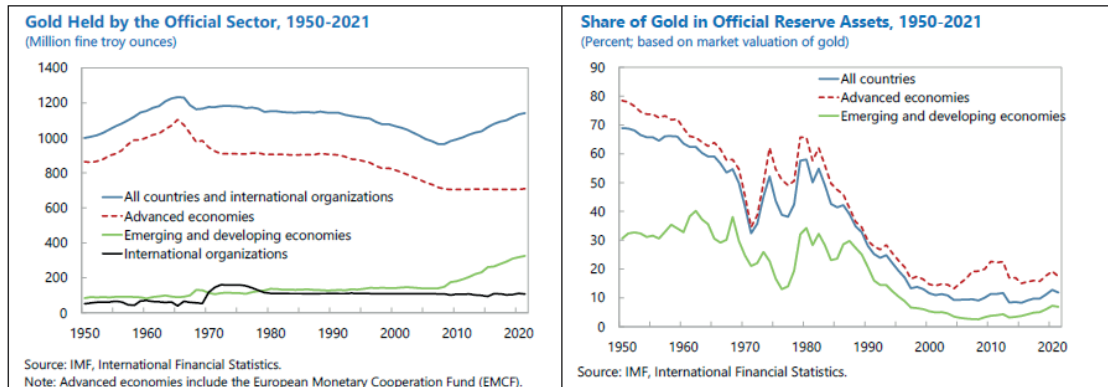 Gold Held by the Official Sector, 1950-2021
(Million fine troy ounces)
1400
1200
1000
800
600
400
200
0
All countries and international organizations
Advanced economies
Emerging and developing economies
International organizations
1950 1960 1970 1980 1990 2000 2010 2020
Source: IMF, International Financial Statistics.
Note: Advanced economies include the European Monetary Cooperation Fund (EMCF).
Share of Gold in Official Reserve Assets, 1950-2021
(Percent; based on market valuation of gold)
90
80
70
60
50
40
30
20
10
0
All countries
Advanced economies
Emerging and developing economies
1950 1960 1970 1980 1990 2000 2010 2020
Source: IMF, International Financial Statistics.